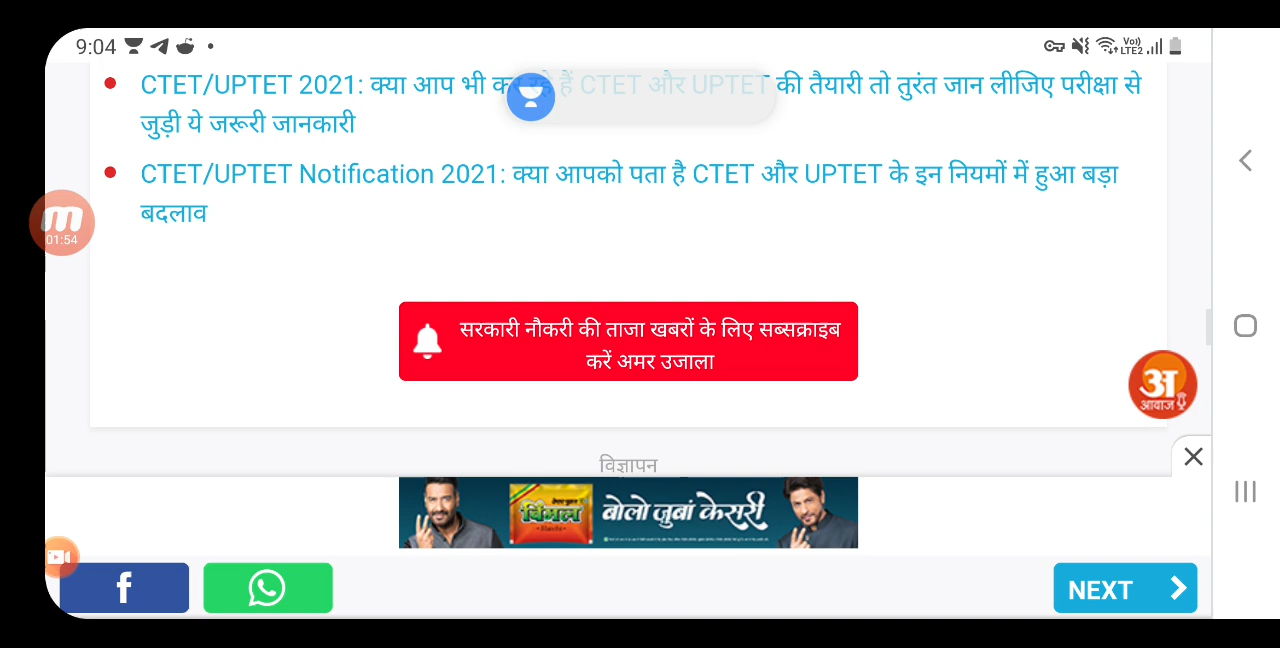 9:04
Vo)) LTE2
CTET/UPTET 2021: क्या आप भी कर रहे हैं CTET और UPTET की तैयारी तो तुरंत जान लीजिए परीक्षा से
जुड़ी ये जरूरी जानकारी
CTET/UPTET Notification 2021: क्या आपको पता है CTET और UPTET के इन नियमों में हुआ बड़ा
बदलाव
01:54
सरकारी नौकरी की ताजा खबरों के लिए सब्सक्राइब
करें अमर उजाला
अ
आवाज
विज्ञापन
विमल
बोलो ज़ुबां केसरी
NEXT